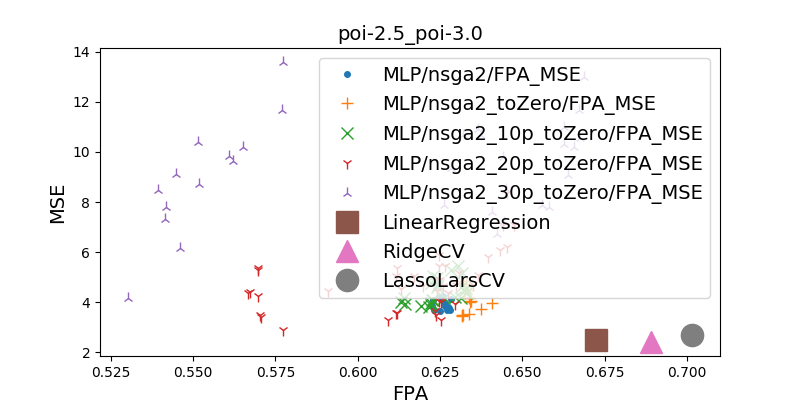 poi-2.5_poi-3.0
MLP/nsga2/FPA_MSE
MLP/nsga2_toZero/FPA_MSE
MLP/nsga2_10p_toZero/FPA_MSE
MLP/nsga2_20p_toZero/FPA_MSE
MLP/nsga2_30p_toZero/FPA_MSE
LinearRegression
RidgeCV
LassoLarsCV
MSE
14
12
10
8
6
4
2
0.525 0.550 0.575 0.600 0.625 0.650 0.675 0.700
FPA